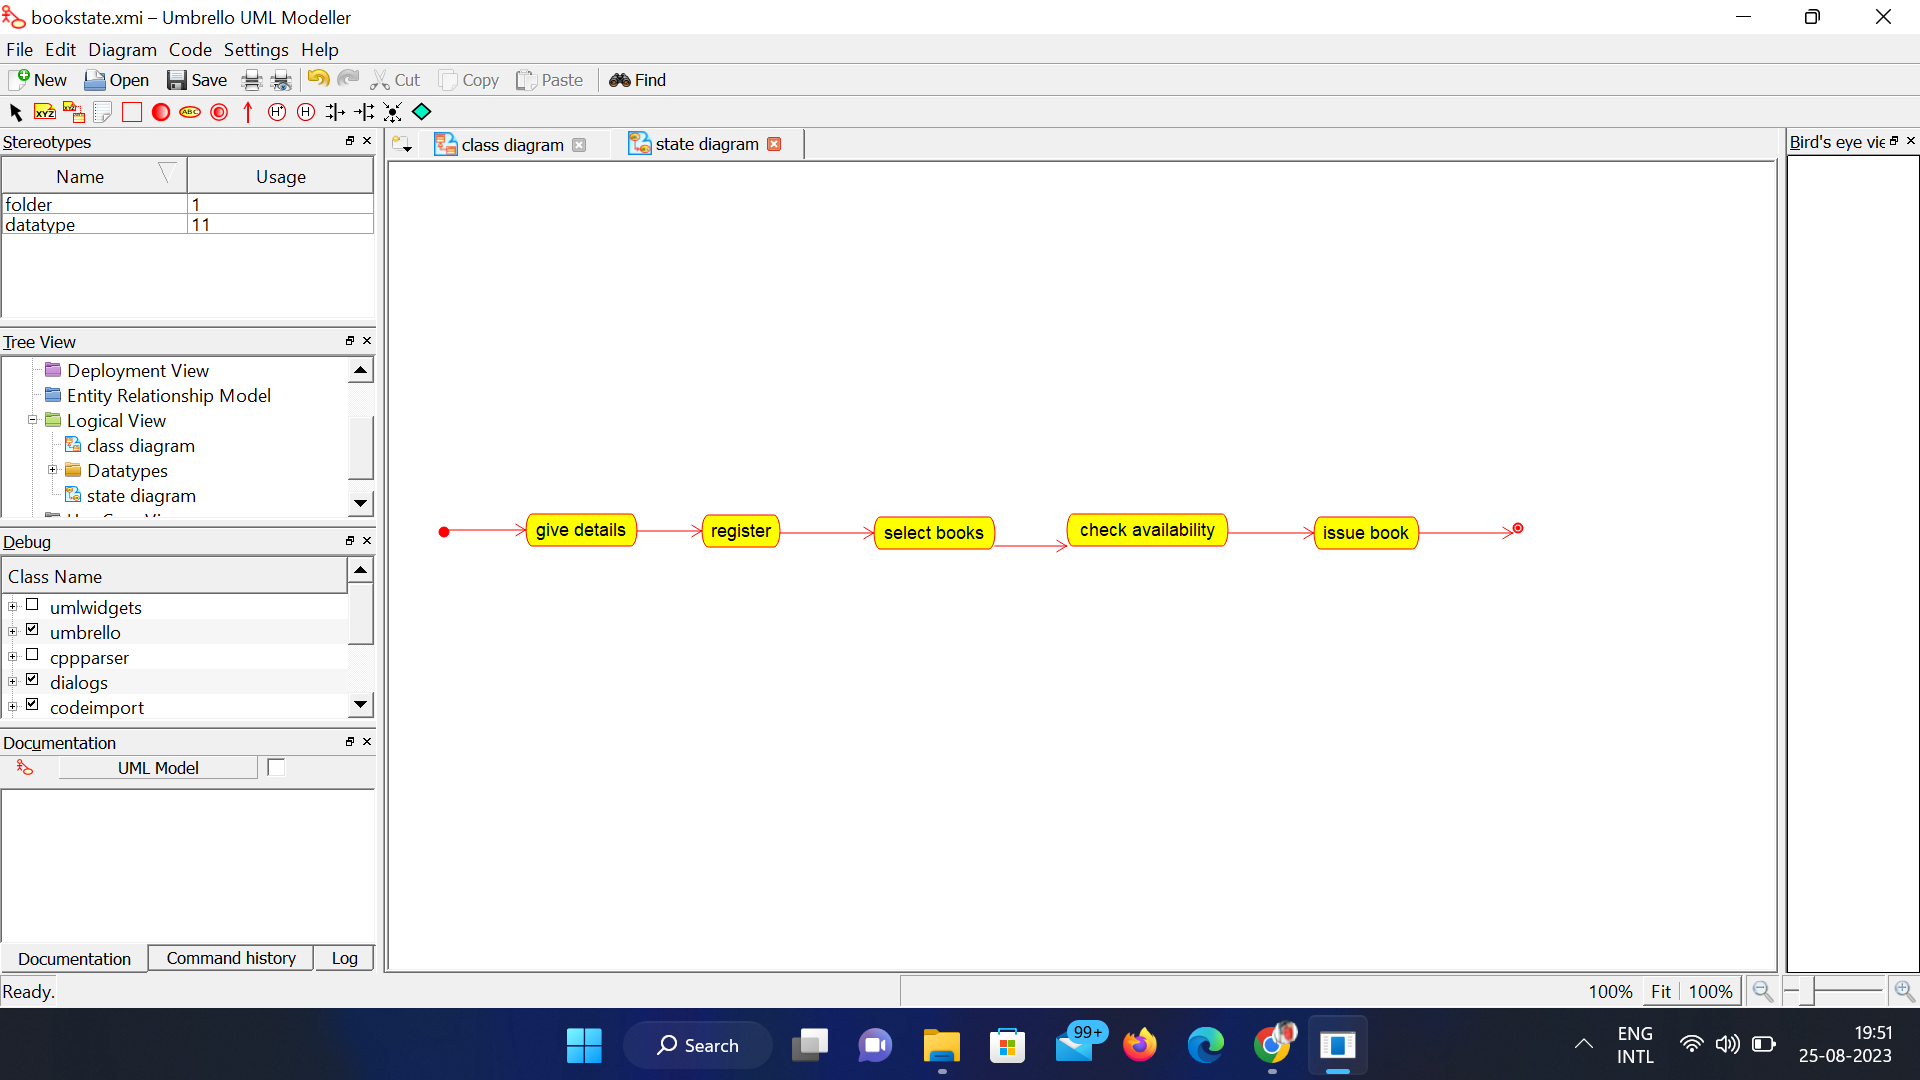 bookstate.xmi – Umbrello UML Modeller
File Edit Diagram Code Settings Help
New Open Save Cut Copy Paste Find
XYZ XYZ ABC H* H
Stereotypes
Name Usage
folder 1
datatype 11
Tree View
Deployment View
Entity Relationship Model
Logical View
class diagram
Datatypes
state diagram
Debug
Class Name
umlwidgets
umbrello
cppparser
dialogs
codeimport
Documentation
UML Model
Documentation Command history Log
class diagram state diagram
give details register select books check availability issue book
Bird's eye vie
Ready.
100% Fit 100%
Search
99+
ENG
INTL
19:51
25-08-2023